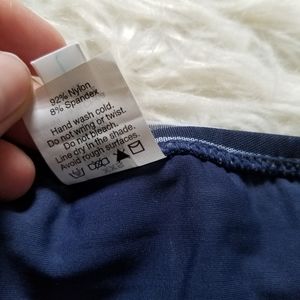 92% Nylon
8% Spandex
Hand wash cold.
Do not wring or twist.
Do not bleach.
Line dry in the shade.
Avoid rough surfaces.